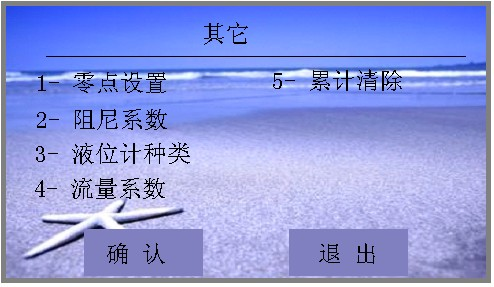 其它
1- 零点设置
2- 阻尼系数
3- 液位计种类
4- 流量系数
5- 累计清除
确 认
退 出